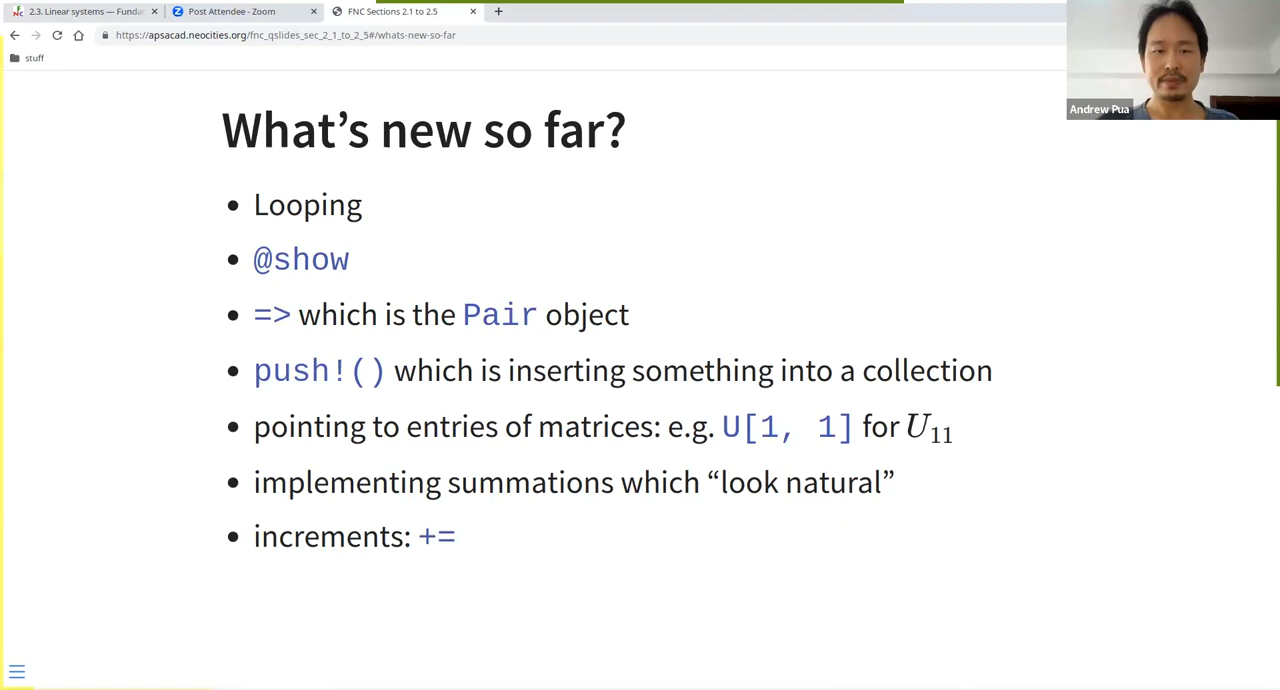 2.3. Linear systems — Funda
Post Attendee - Zoom
FNC Sections 2.1 to 2.5
https://apsacad.neocities.org/fnc_qslides_sec_2_1_to_2_5#/whats-new-so-far
stuff
Andrew Pua
What’s new so far?
• Looping
• @show
• => which is the Pair object
• push!() which is inserting something into a collection
• pointing to entries of matrices: e.g. U[1, 1] for U11
• implementing summations which “look natural”
• increments: +=